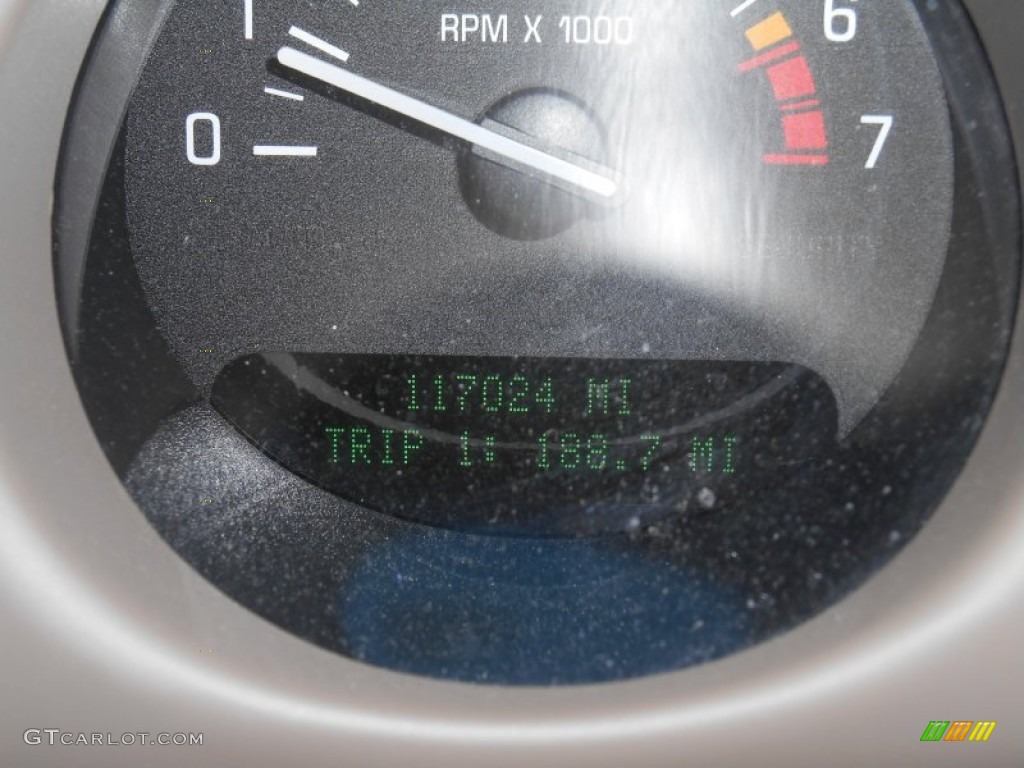 1
RPM X 1000
6
0
7
117024 MI
TRIP 1: 188.7 MI
GTCARLOT.COM